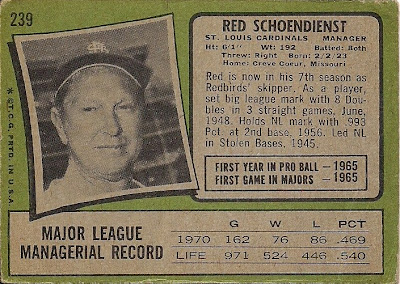 239
RED SCHOENDIENST
ST. LOUIS CARDINALS MANAGER
Ht: 6/1" Wt: 192 Batted: Both
Threw: Right Born: 2/2/23
Home: Creve Coeur, Missouri
Red is now in his 7th season as
Redbirds' skipper. As a player,
set big league mark with 8 Dou-
bles in 3 straight games, June,
1948. Holds NL mark with .993
Pct. at 2nd base, 1956. Led NL
in Stolen Bases, 1945.
FIRST YEAR IN PRO BALL — 1965
FIRST GAME IN MAJORS — 1965
★ ©T.C.G. PRTD. IN U.S.A.
MAJOR LEAGUE
MANAGERIAL RECORD
G W L PCT
1970 162 76 86 .469
LIFE 971 524 446 .540